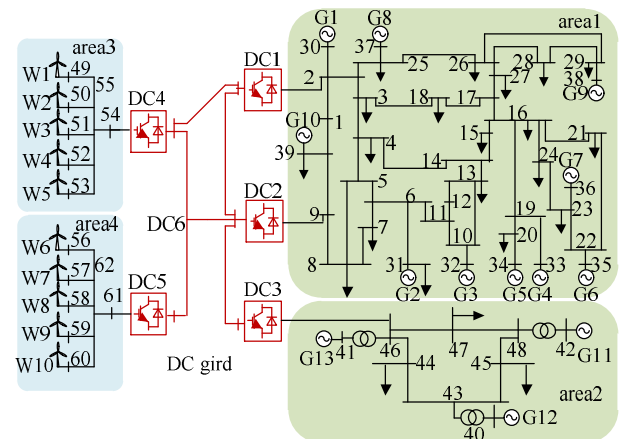 area3
W1 49
55
W2 50
W3 51
54
W4 52
W5 53
area4
W6 56
W7 57
62
W8 58
61
W9 59
W10 60
DC4
DC5
DC6
DC1
DC2
DC3
DC gird
area1
G1 G8
30 37
2 25 26 28 29
27 38
G9
3 18 17
16
G10 1
15 21
4
24
39 14
G7
5 13
36
6 12
9 11 19 23
7 10 20
8 31 32 34 33 22 35
G2 G3 G5 G4 G6
area2
G13 41 46 47 48 42 G11
44 45
43
40 G12